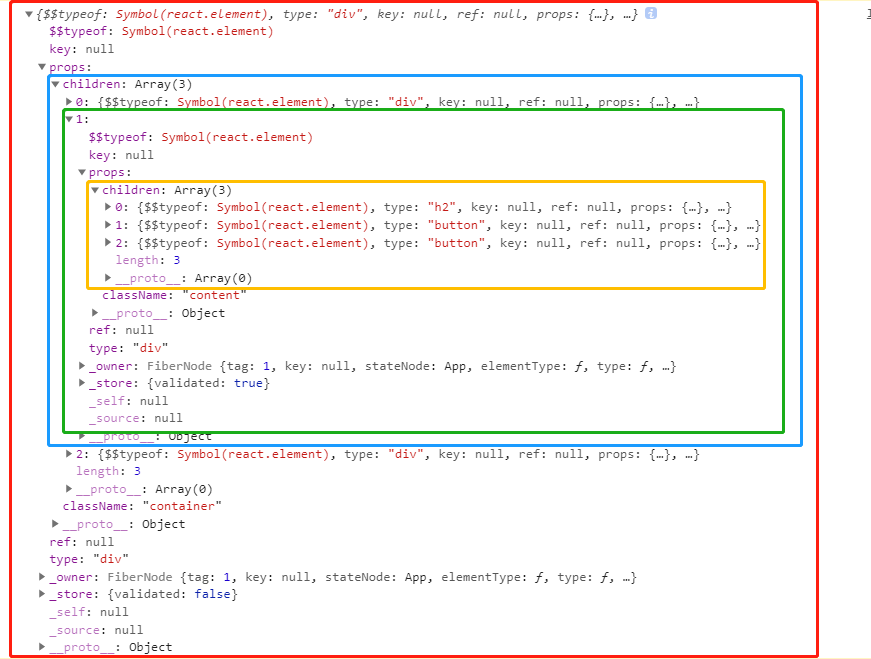 ▼{$$typeof: Symbol(react.element), type: "div", key: null, ref: null, props: {…}, …} i
$$typeof: Symbol(react.element)
key: null
▼props:
▼children: Array(3)
▶0: {$$typeof: Symbol(react.element), type: "div", key: null, ref: null, props: {…}, …}
▼1:
$$typeof: Symbol(react.element)
key: null
▼props:
▼children: Array(3)
▶0: {$$typeof: Symbol(react.element), type: "h2", key: null, ref: null, props: {…}, …}
▶1: {$$typeof: Symbol(react.element), type: "button", key: null, ref: null, props: {…}, …}
▶2: {$$typeof: Symbol(react.element), type: "button", key: null, ref: null, props: {…}, …}
length: 3
▶__proto__: Array(0)
className: "content"
▶__proto__: Object
ref: null
type: "div"
▶_owner: FiberNode {tag: 1, key: null, stateNode: App, elementType: ƒ, type: ƒ, …}
▶_store: {validated: true}
_self: null
_source: null
▶__proto__: Object
▶2: {$$typeof: Symbol(react.element), type: "div", key: null, ref: null, props: {…}, …}
length: 3
▶__proto__: Array(0)
className: "container"
▶__proto__: Object
ref: null
type: "div"
▶_owner: FiberNode {tag: 1, key: null, stateNode: App, elementType: ƒ, type: ƒ, …}
▶_store: {validated: false}
_self: null
_source: null
▶__proto__: Object